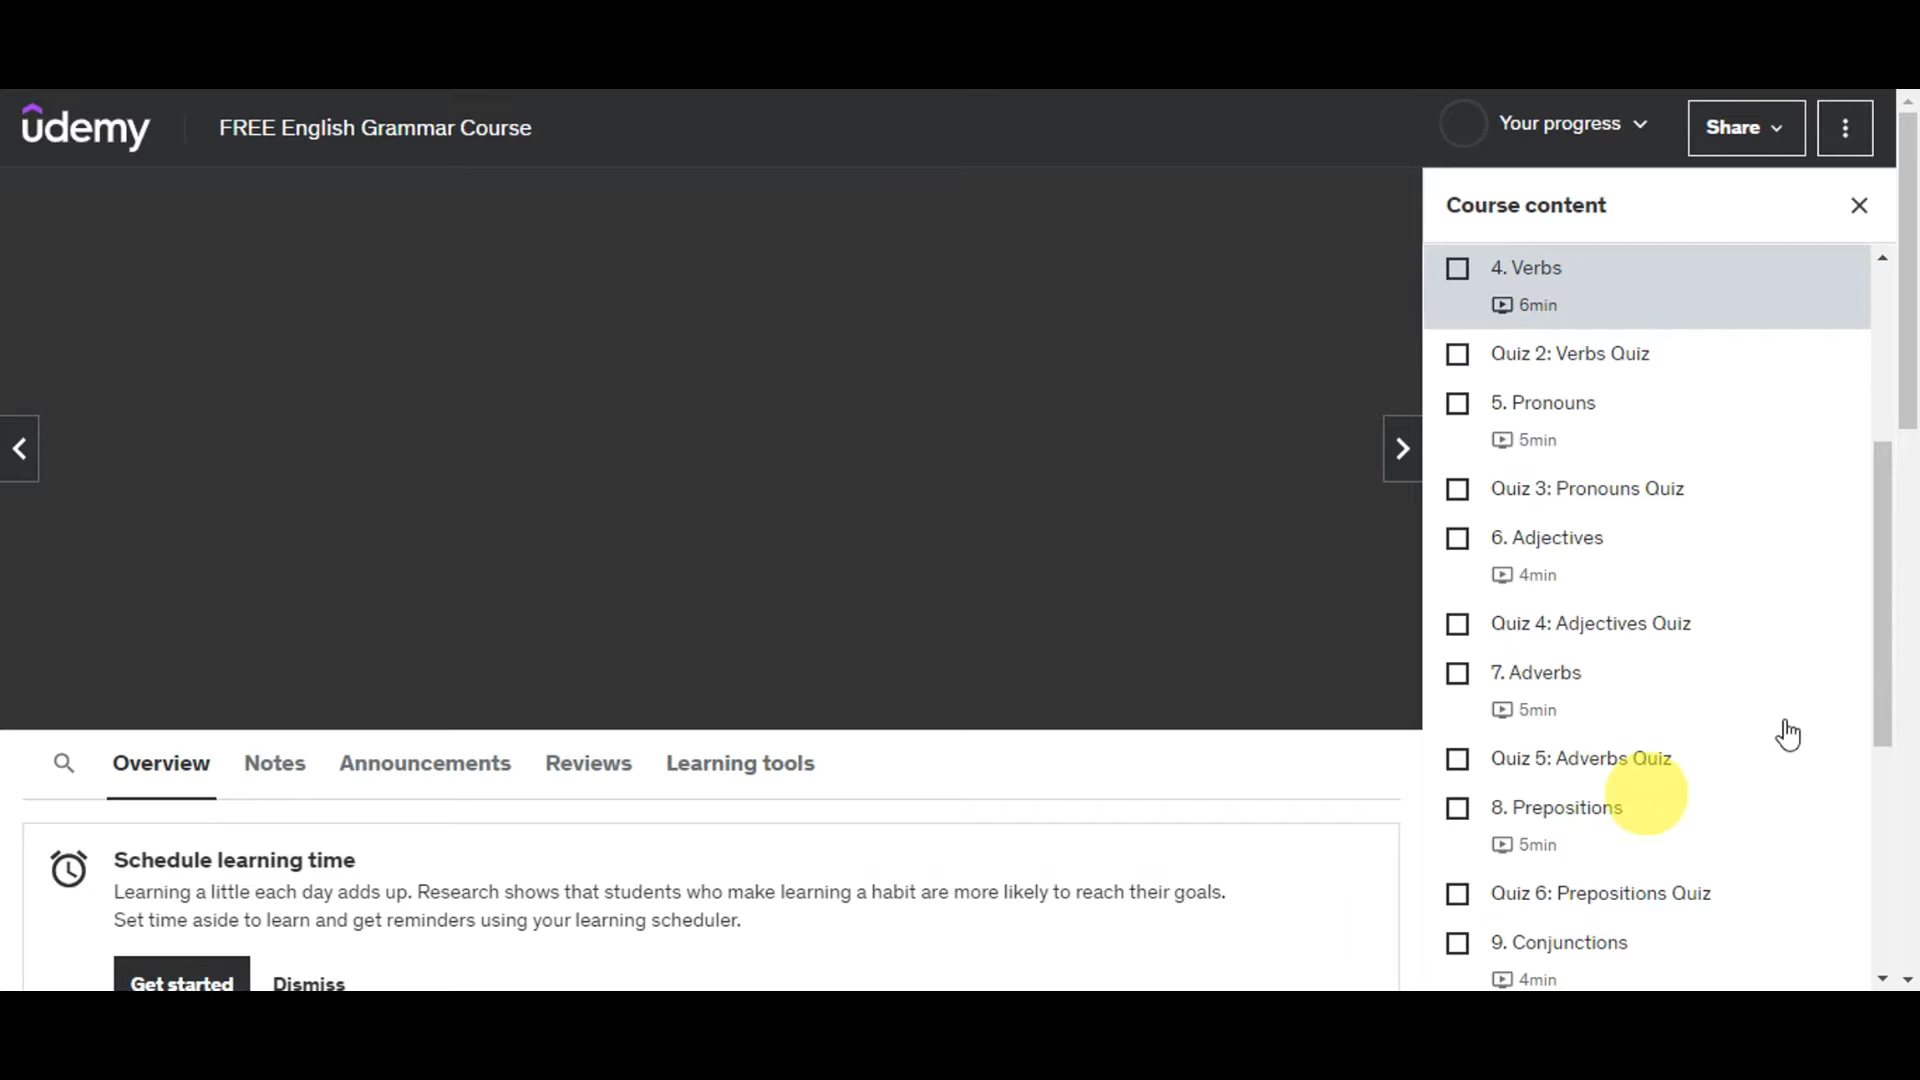 udemy
FREE English Grammar Course
Your progress
Share
Course content
4. Verbs
6min
Quiz 2: Verbs Quiz
5. Pronouns
5min
Quiz 3: Pronouns Quiz
6. Adjectives
4min
Quiz 4: Adjectives Quiz
7. Adverbs
5min
Quiz 5: Adverbs Quiz
8. Prepositions
5min
Quiz 6: Prepositions Quiz
9. Conjunctions
4min
Overview
Notes
Announcements
Reviews
Learning tools
Schedule learning time
Learning a little each day adds up. Research shows that students who make learning a habit are more likely to reach their goals.
Set time aside to learn and get reminders using your learning scheduler.
Get started
Dismiss